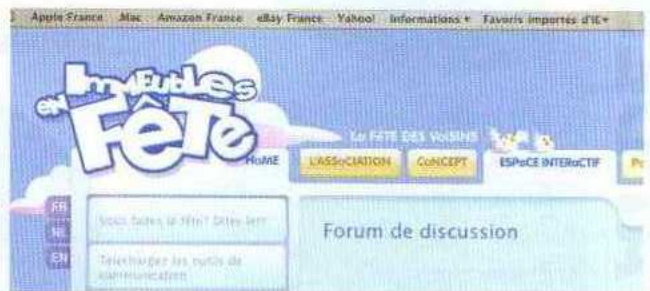 Apple France Mac Amazon France eBay France Yahoo! Informations ▾ Favoris importés d'IE ▾
IMMEUBLES
EN
FÊTE
La FÊTE DES VOISINS
HOME L'ASSOCIATION CONCEPT ESPACE INTERACTIF
FR
NL
EN
Vous faites la fête? Dites-le!!
Forum de discussion
Téléchargez les outils de
communication